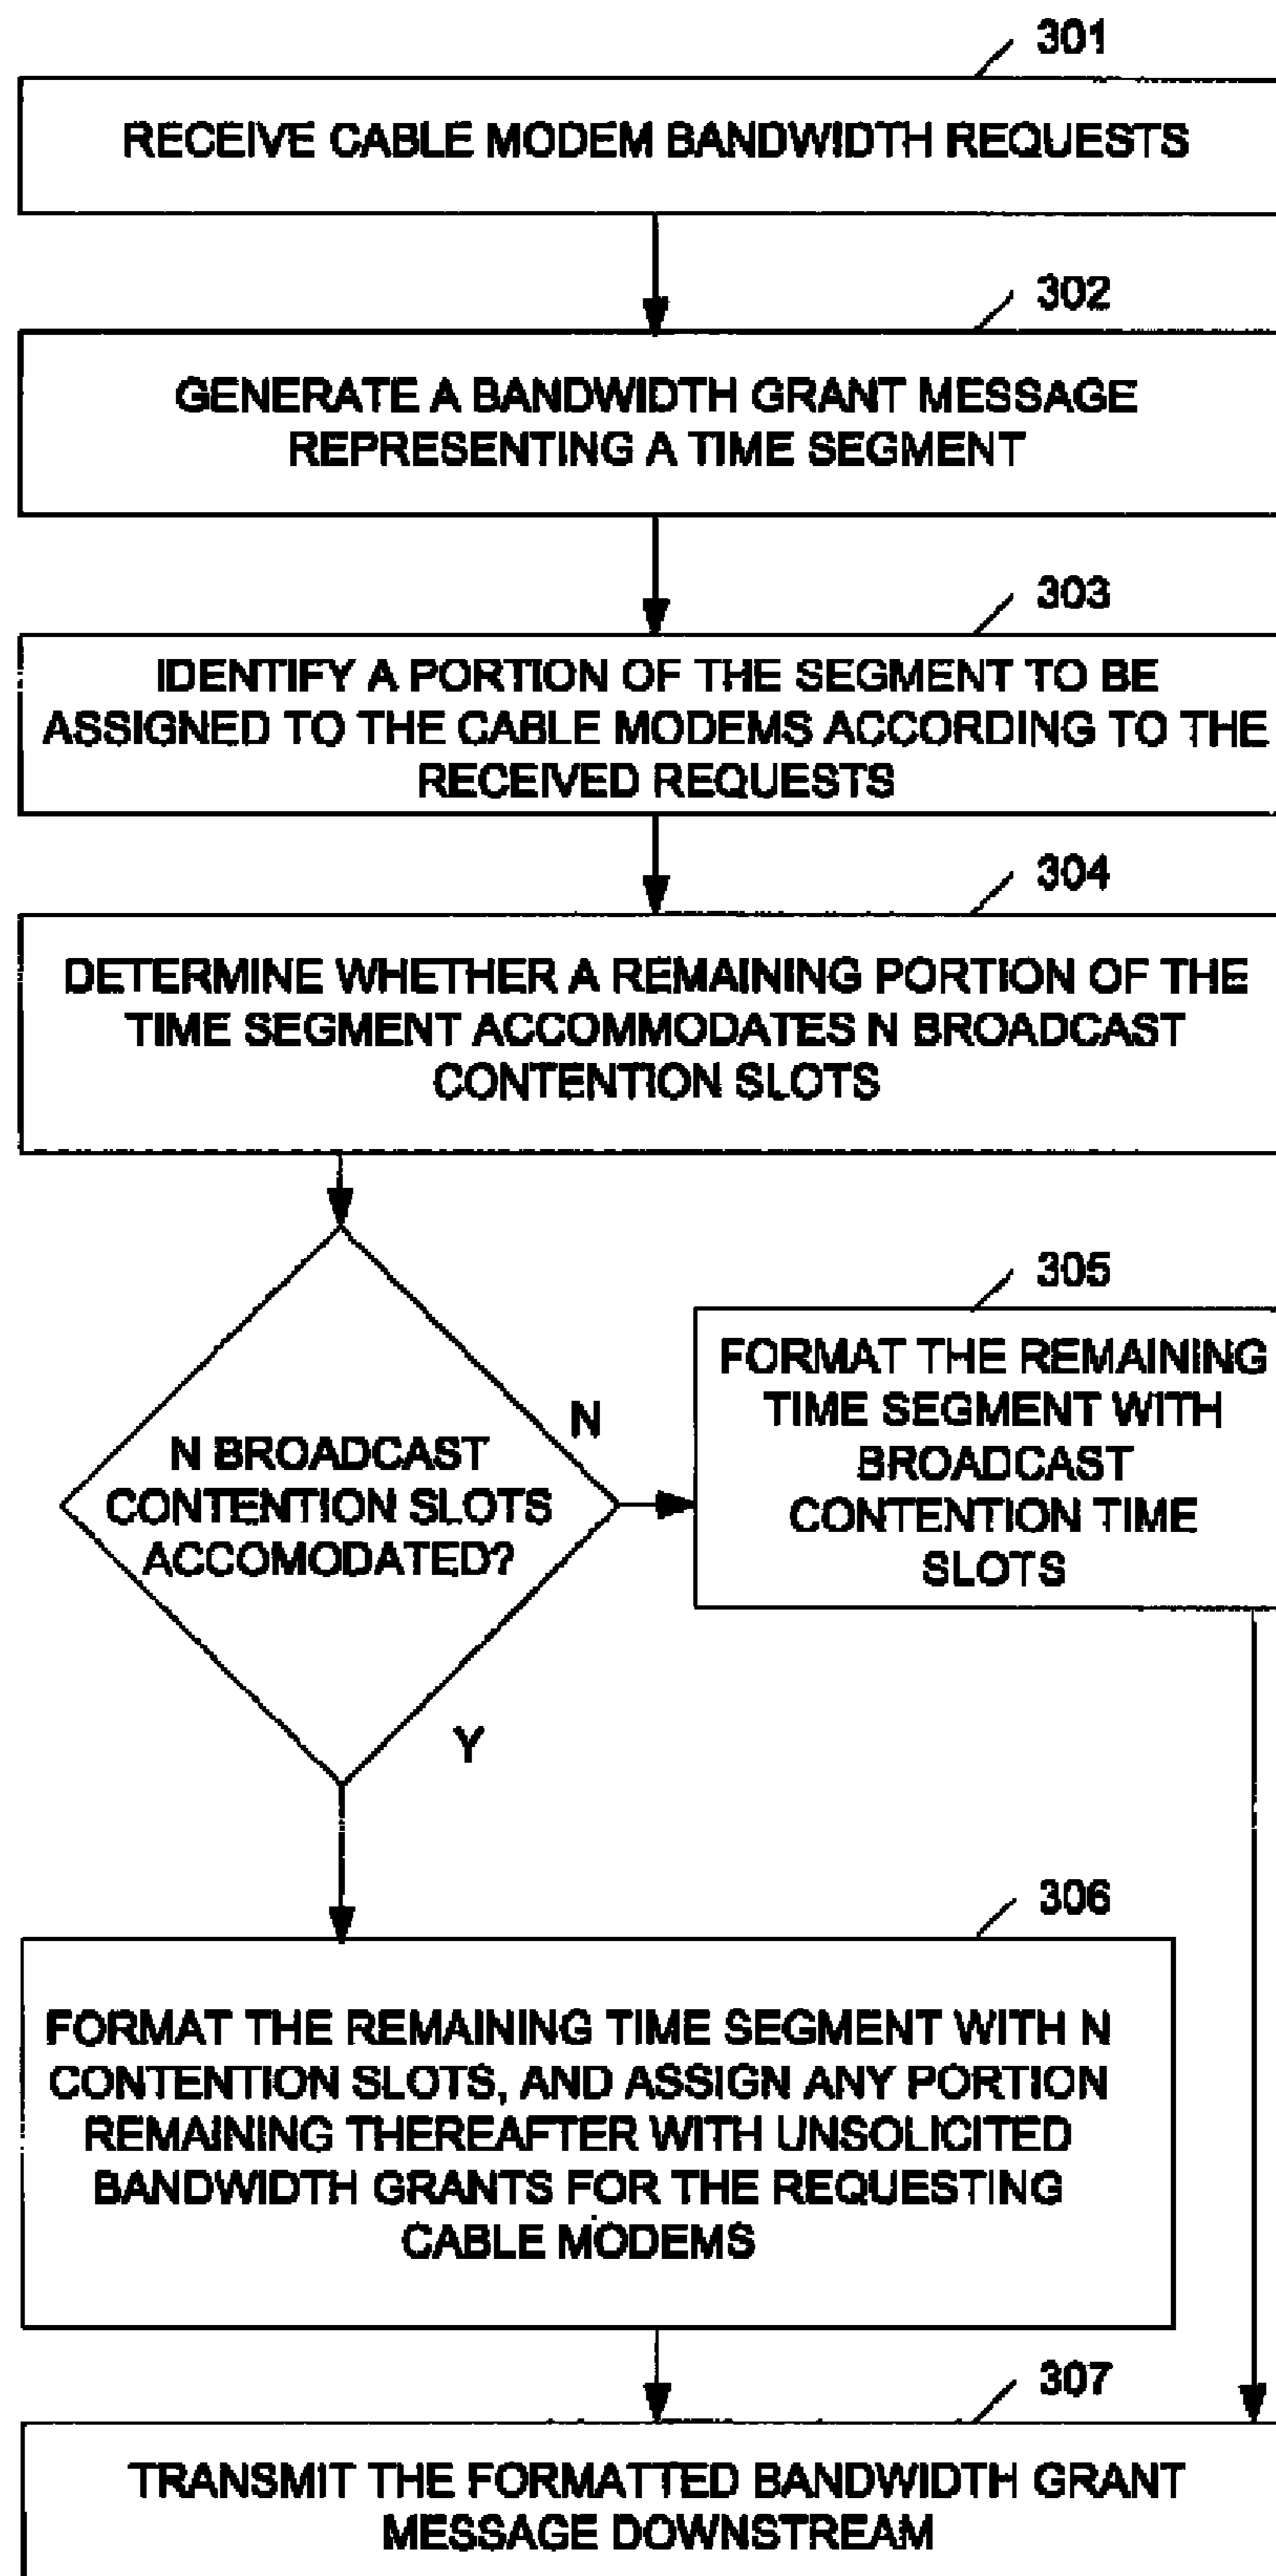 301
RECEIVE CABLE MODEM BANDWIDTH REQUESTS
302
GENERATE A BANDWIDTH GRANT MESSAGE
REPRESENTING A TIME SEGMENT
303
IDENTIFY A PORTION OF THE SEGMENT TO BE
ASSIGNED TO THE CABLE MODEMS ACCORDING TO THE
RECEIVED REQUESTS
304
DETERMINE WHETHER A REMAINING PORTION OF THE
TIME SEGMENT ACCOMMODATES N BROADCAST
CONTENTION SLOTS
N BROADCAST
CONTENTION SLOTS
ACCOMODATED?
N
305
FORMAT THE REMAINING
TIME SEGMENT WITH
BROADCAST
CONTENTION TIME
SLOTS
Y
306
FORMAT THE REMAINING TIME SEGMENT WITH N
CONTENTION SLOTS, AND ASSIGN ANY PORTION
REMAINING THEREAFTER WITH UNSOLICITED
BANDWIDTH GRANTS FOR THE REQUESTING
CABLE MODEMS
307
TRANSMIT THE FORMATTED BANDWIDTH GRANT
MESSAGE DOWNSTREAM